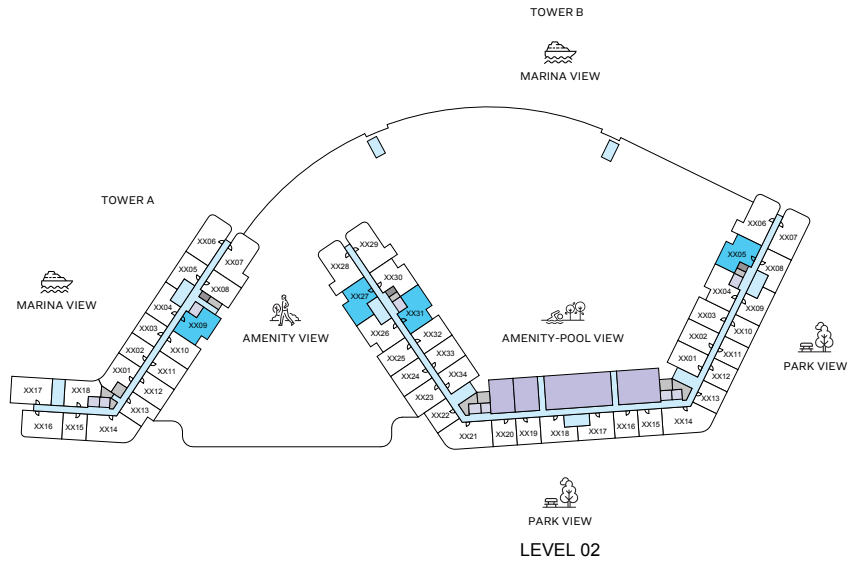 TOWER B
MARINA VIEW
TOWER A
MARINA VIEW
XX06
XX07
XX05
XX08
XX04
XX09
XX03
XX10
XX02
XX11
XX01
XX12
XX17
XX18
XX13
XX16
XX15
XX14
AMENITY VIEW
XX29
XX28
XX30
XX27
XX31
XX26
XX32
XX25
XX33
XX24
XX34
XX23
XX22
XX21
XX20
XX19
XX18
XX17
XX16
XX15
XX14
AMENITY-POOL VIEW
XX06
XX07
XX05
XX08
XX04
XX09
XX03
XX10
XX02
XX11
XX01
XX12
XX13
PARK VIEW
PARK VIEW
LEVEL 02